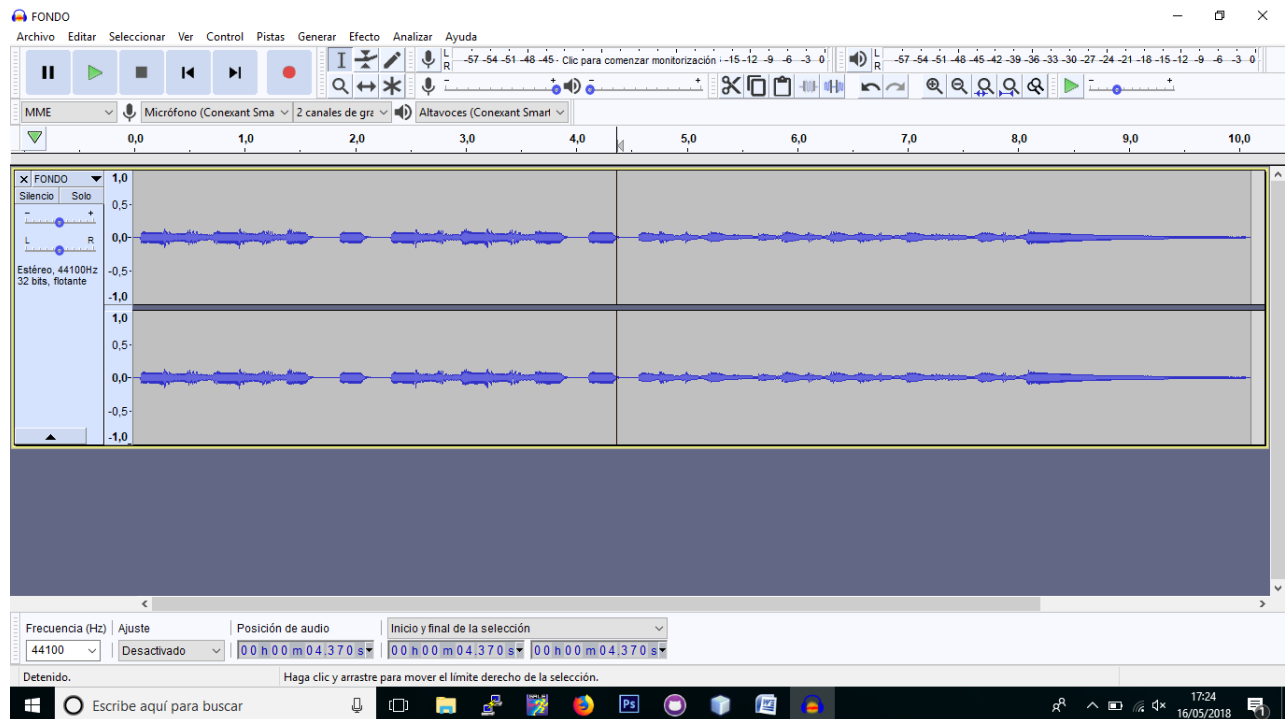 FONDO
Archivo Editar Seleccionar Ver Control Pistas Generar Efecto Analizar Ayuda
L -57 -54 -51 -48 -45 - Clic para comenzar monitorización -15 -12 -9 -6 -3 0 L -57 -54 -51 -48 -45 -42 -39 -36 -33 -30 -27 -24 -21 -18 -15 -12 -9 -6 -3 0
R R
- + - + - +
MME Micrófono (Conexant Sma 2 canales de gra Altavoces (Conexant Smart
0,0 1,0 2,0 3,0 4,0 5,0 6,0 7,0 8,0 9,0 10,0
FONDO 1,0
Silencio Solo
- + 0,5-
L R 0,0-
Estéreo, 44100Hz -0,5-
32 bits, flotante
-1,0
1,0
0,5-
0,0-
-0,5-
-1,0
Frecuencia (Hz) Ajuste Posición de audio Inicio y final de la selección
44100 Desactivado 00 h 00 m 04.370 s 00 h 00 m 04.370 s 00 h 00 m 04.370 s
Detenido. Haga clic y arrastre para mover el límite derecho de la selección.
Escribe aquí para buscar Ps 17:24
16/05/2018